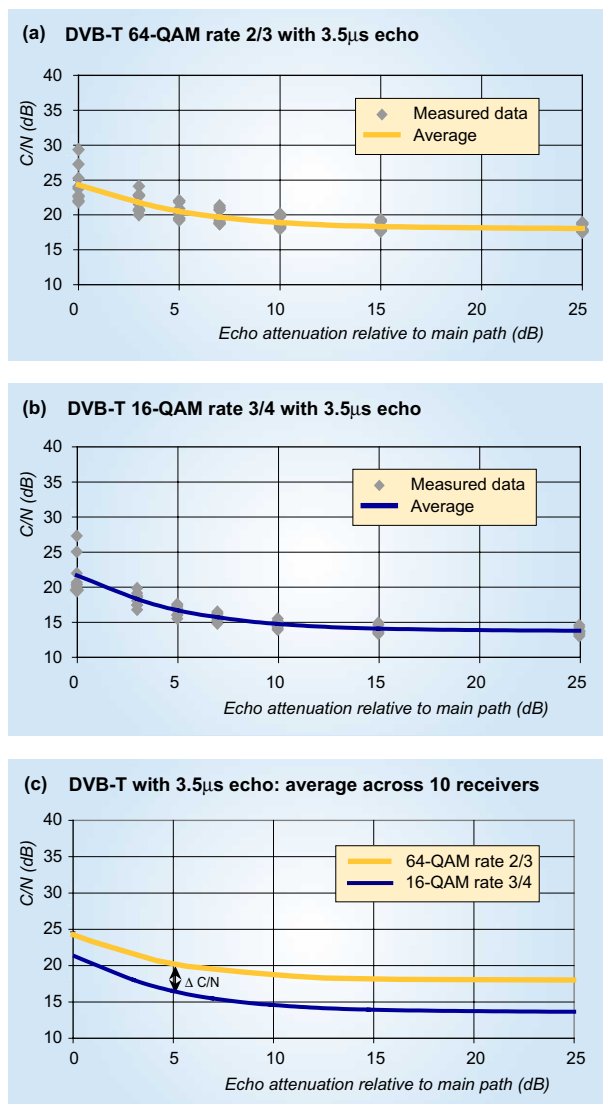 (a) DVB-T 64-QAM rate 2/3 with 3.5µs echo
C/N (dB)
40
35
30
25
20
15
10
Measured data
Average
0 5 10 15 20 25
Echo attenuation relative to main path (dB)
(b) DVB-T 16-QAM rate 3/4 with 3.5µs echo
C/N (dB)
40
35
30
25
20
15
10
Measured data
Average
0 5 10 15 20 25
Echo attenuation relative to main path (dB)
(c) DVB-T with 3.5µs echo: average across 10 receivers
C/N (dB)
40
35
30
25
20
15
10
64-QAM rate 2/3
16-QAM rate 3/4
Δ C/N
0 5 10 15 20 25
Echo attenuation relative to main path (dB)